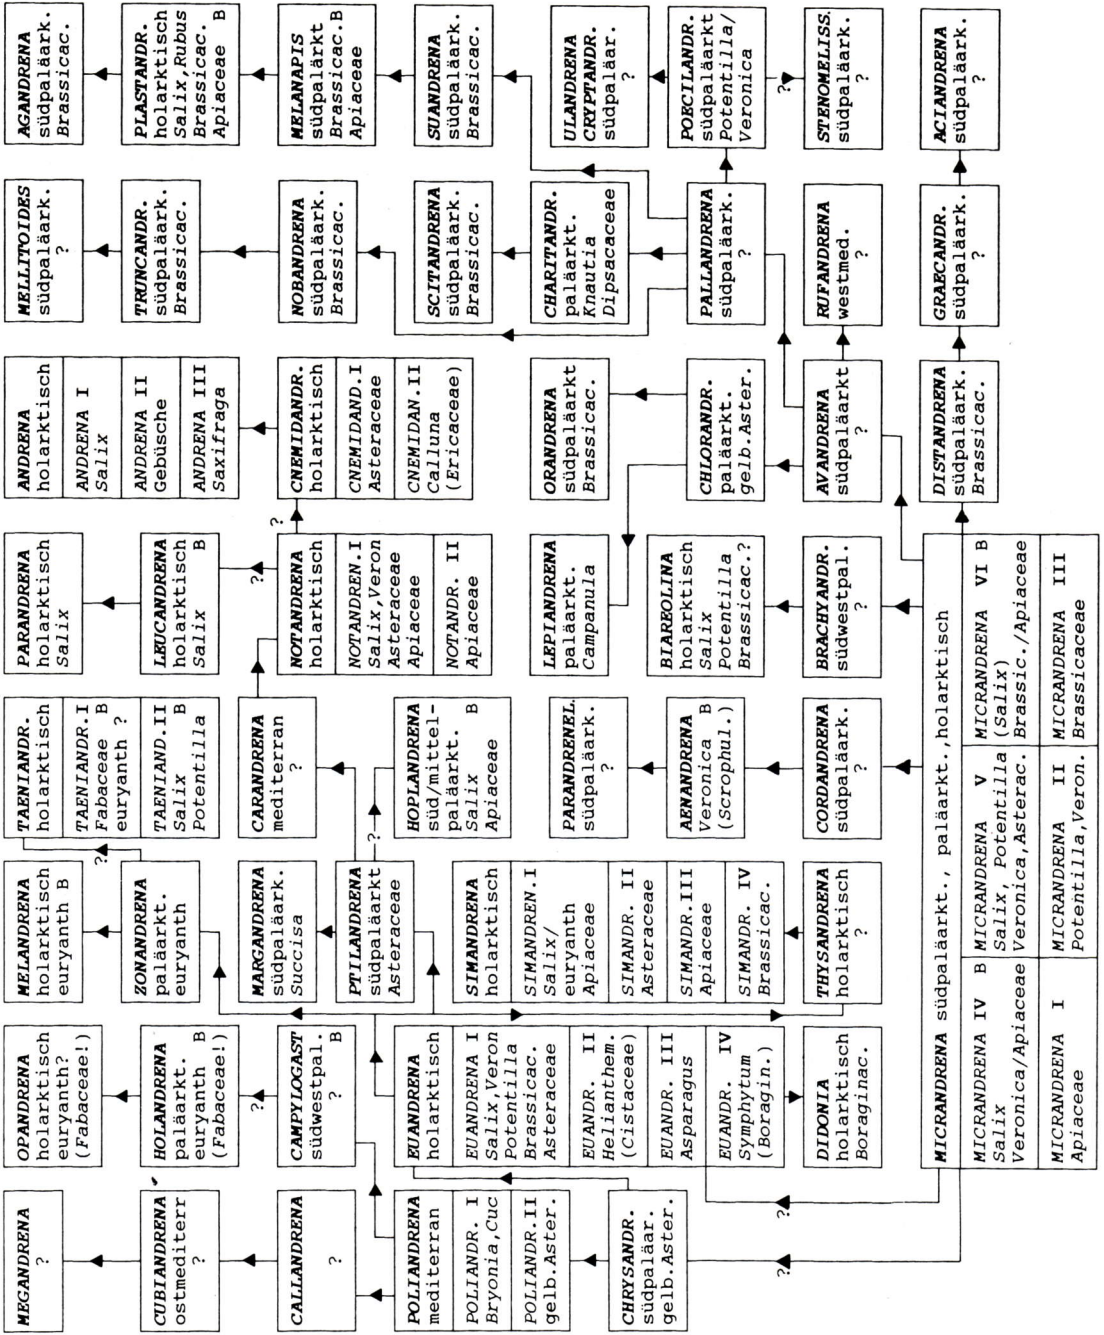 MEGANDRENA
?
OPANDRENA
holarktisch
euryanth?
(Fabaceae!)
MELANDRENA
holarktisch
euryanth B
TAENIANDR.
holarktisch
TAENIANDR.I
Fabaceae B
euryanth ?
TAENIAND.II
Salix B
Potentilla
PARANDRENA
holarktisch
Salix
ANDRENA
holarktisch
ANDRENA I
Salix
ANDRENA II
Gebüsche
ANDRENA III
Saxifraga
MELLITOIDES
südpaläark.
?
AGANDRENA
südpaläark.
Brassicac.
CUBIANDRENA
ostmediterr
?
HOLANDRENA
paläarkt.
euryanth B
(Fabaceae!)
ZONANDRENA
paläarkt.
euryanth
?
LEUCANDRENA
holarktisch
Salix B
TRUNCANDR.
südpaläark.
Brassicac.
PLASTANDR.
holarktisch
Salix,Rubus
Brassicac.
Apiaceae B
CALLANDRENA
?
?
CAMPYLOGAST
südwestpal.
? B
MARGANDRENA
südpaläark.
Succisa
CARANDRENA
mediterran
?
?
NOTANDRENA
holarktisch
NOTANDREN.I
Salix,Veron
Asteraceae
Apiaceae
NOTANDR. II
Apiaceae
?
CNEMIDANDR.
holarktisch
CNEMIDAND.I
Asteraceae
CNEMIDAN.II
Calluna
(Ericaceae)
NOBANDRENA
südpaläark.
Brassicac.
MELANAPIS
südpalärkt
Brassicac.B
Apiaceae
POLIANDRENA
mediterran
POLIANDR. I
Bryonia,Cuc
POLIANDR.II
gelb.Aster.
EUANDRENA
holarktisch
EUANDRENA I
Salix,Veron
Potentilla
Brassicac.
Asteraceae
EUANDR. II
Helianthem.
(Cistaceae)
EUANDR. III
Asparagus
EUANDR. IV
Symphytum
(Boragin.)
PTILANDRENA
südpaläarkt
Asteraceae
?
HOPLANDRENA
süd/mittel-
paläarkt.
Salix B
Apiaceae
SCITANDRENA
südpaläark.
Brassicac.
SUANDRENA
südpaläark.
Brassicac.
SIMANDRENA
holarktisch
SIMANDREN.I
Salix/
euryanth
Apiaceae
SIMANDR. II
Asteraceae
SIMANDR.III
Apiaceae
SIMANDR. IV
Brassicac.
PARANDRENEL.
südpaläark.
?
LEPIANDRENA
paläarkt.
Campanula
ORANDRENA
südpaläarkt
Brassicac.
CHARITANDR.
paläarkt.
Knautia
Dipsacaceae
ULANDRENA
CRYPTANDR.
südpaläar.
?
CHRYSANDR.
südpaläar.
gelb.Aster.
AENANDRENA
Veronica B
(Scrophul.)
BIAREOLINA
holarktisch
Salix
Potentilla
Brassicac.?
CHLORANDR.
paläarkt.
gelb.Aster.
PALLANDRENA
südpaläark.
?
POECILANDR.
südpaläarkt
Potentilla/
Veronica
?
?
?
DIDONIA
holarktisch
Boraginac.
THYSANDRENA
holarktisch
?
CORDANDRENA
südpaläark.
?
BRACHYANDR.
südwestpal.
?
AVANDRENA
südpaläarkt
?
RUFANDRENA
westmed.
?
STENOMELISS.
südpaläark.
?
MICRANDRENA südpaläarkt., paläarkt.,holarktisch
MICRANDRENA IV B
Salix
Veronica/Apiaceae
MICRANDRENA V
Salix, Potentilla
Veronica,Asterac.
MICRANDRENA VI B
(Salix)
Brassic./Apiaceae
MICRANDRENA I
Apiaceae
MICRANDRENA II
Potentilla,Veron.
MICRANDRENA III
Brassicaceae
DISTANDRENA
südpaläark.
Brassicac.
GRAECANDR.
südpaläark.
?
ACIANDRENA
südpaläark.
?